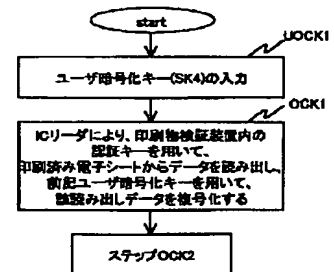 start
UOCK1
ユーザ暗号化キー(SK4)の入力
OCK1
ICリーダにより、印刷物検証装置内の
認証キーを用いて、
印刷済み電子シートからデータを読み出し、
前記ユーザ暗号化キーを用いて、
該読み出しデータを復号化する
ステップOCK2